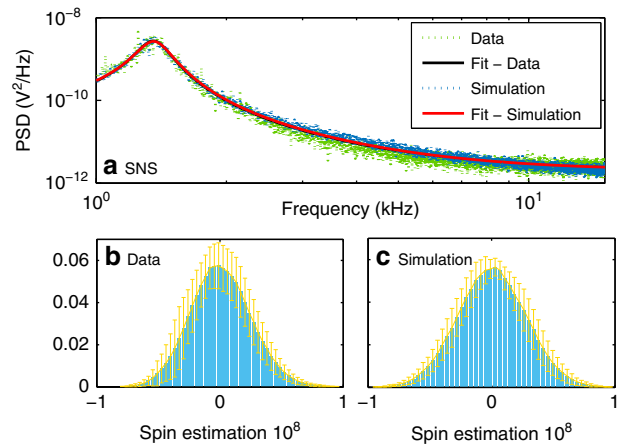 10⁻⁸
10⁻¹⁰
10⁻¹²
PSD (V²/Hz)
Data
Fit – Data
Simulation
Fit – Simulation
a SNS
10⁰
10¹
Frequency (kHz)
b Data
c Simulation
0.06
0.04
0.02
0
−1
0
1
−1
0
1
Spin estimation 10⁸
Spin estimation 10⁸